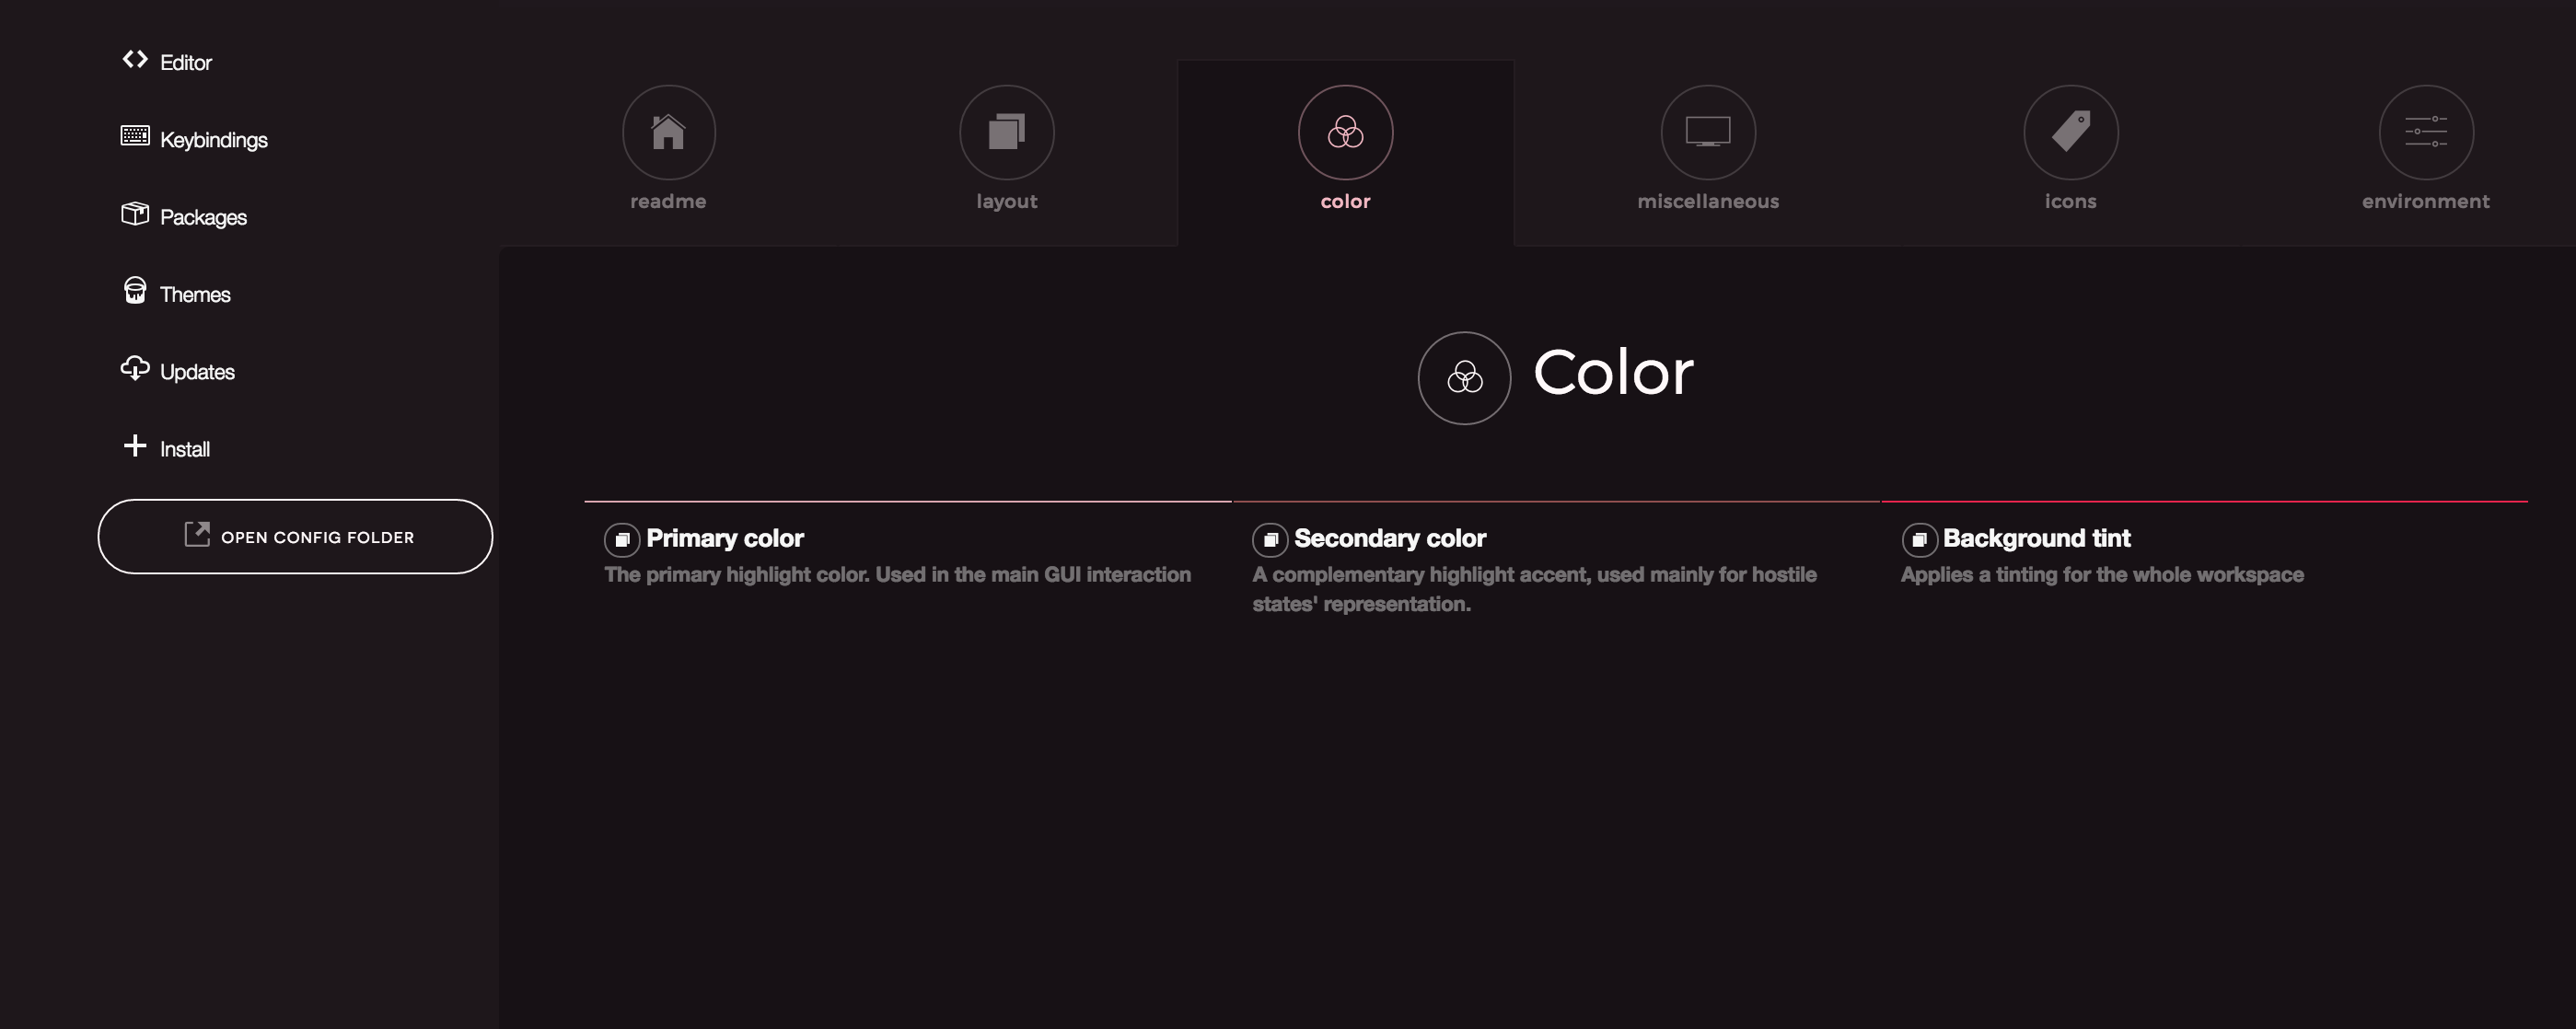 Editor
Keybindings
Packages
Themes
Updates
Install
OPEN CONFIG FOLDER
readme
layout
color
miscellaneous
icons
environment
Color
Primary color
The primary highlight color. Used in the main GUI interaction
Secondary color
A complementary highlight accent, used mainly for hostile
states' representation.
Background tint
Applies a tinting for the whole workspace